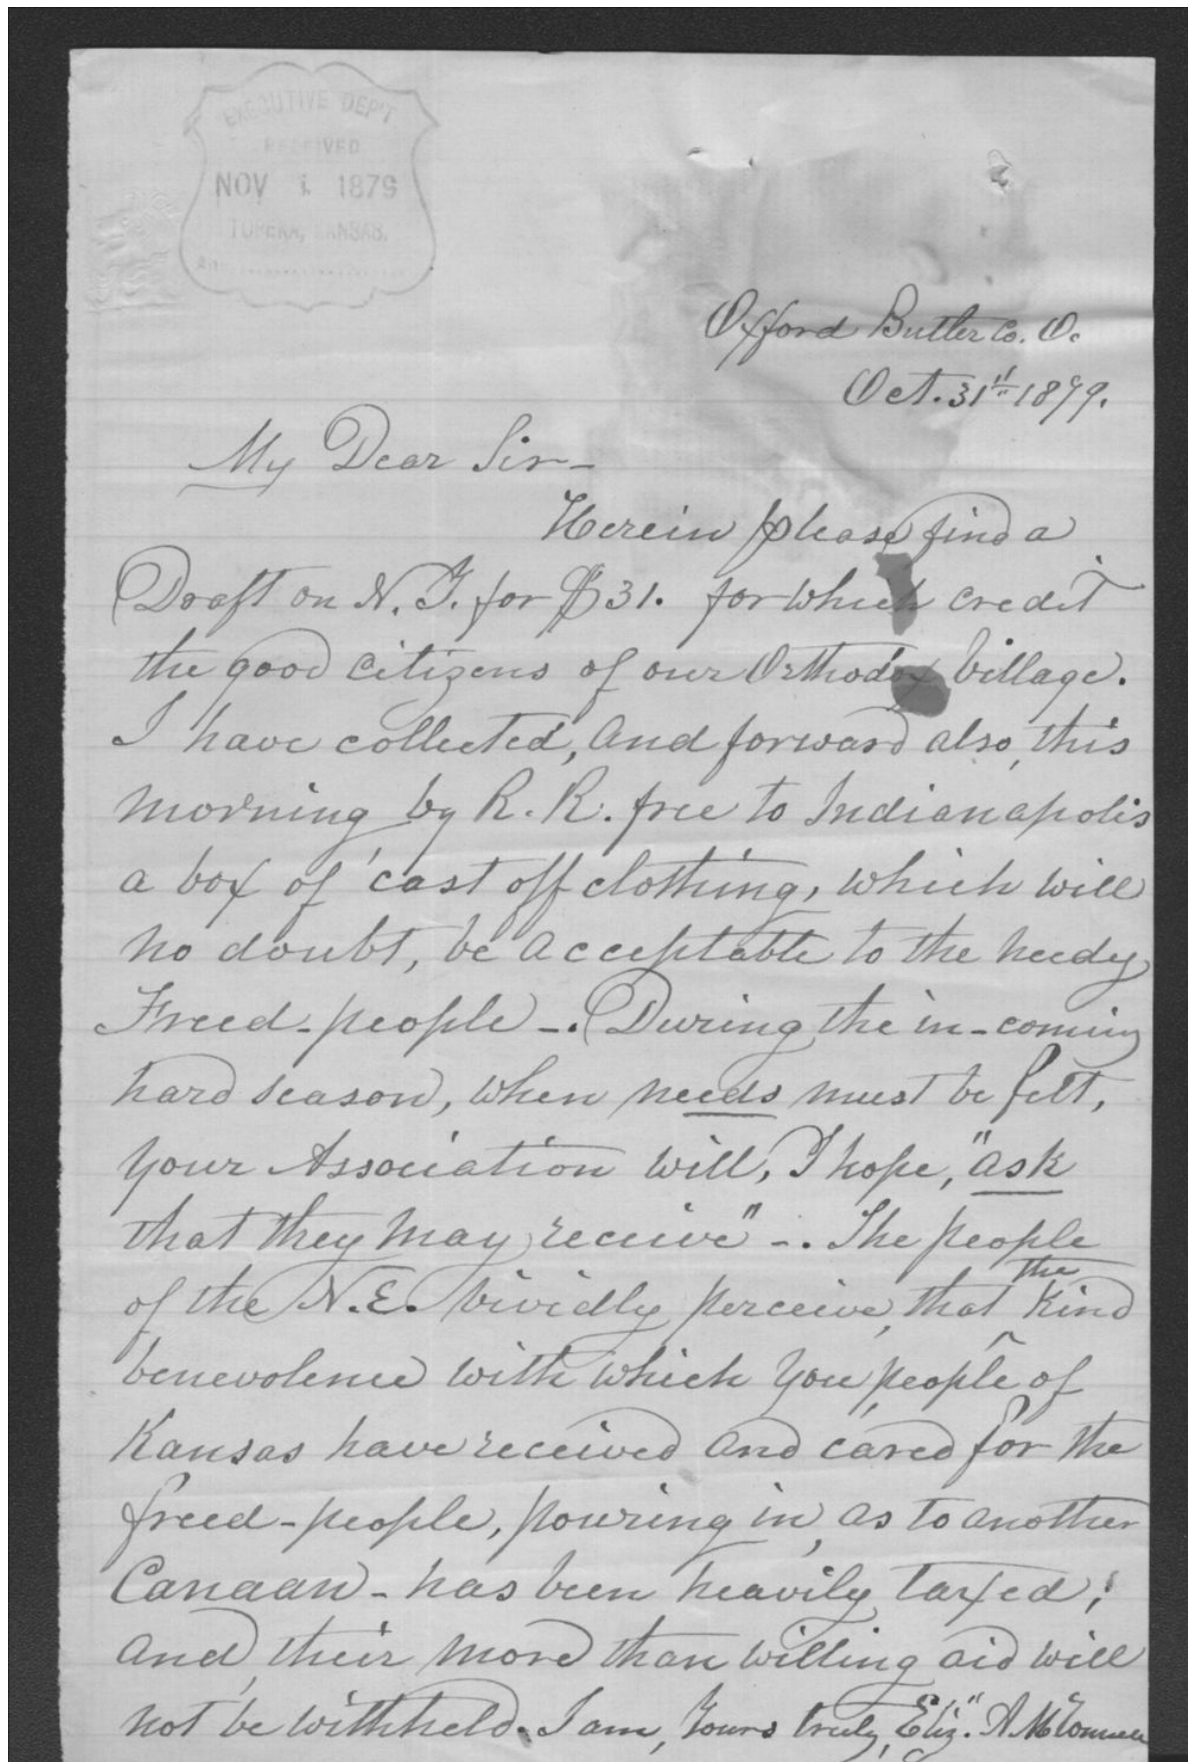 EXECUTIVE DEPT.
RECEIVED
NOV 1 1879
TOPEKA, KANSAS.
Oxford Butler Co. O.
Oct. 31" 1879.
My Dear Sir-
Herein please find a
Draft on N.Y. for $31. for which credit
the good citizens of our Orthodox Village.
I have collected, and forward also, this
morning by R.R. free to Indianapolis
a box of cast off clothing, which will
no doubt, be acceptable to the needy
Freed-people -. During the in-coming
hard season, when needs must be felt,
your Association will, I hope, "ask
that they may receive" -. The people
of the N.E. vividly perceive, that the kind
benevolence with which you, people of
Kansas have received and cared for the
freed-people, pouring in, as to another
Canaan - has been heavily taxed;
and, their more than willing aid will
not be withheld. I am, Yours truly, Eliz." A. McConnell